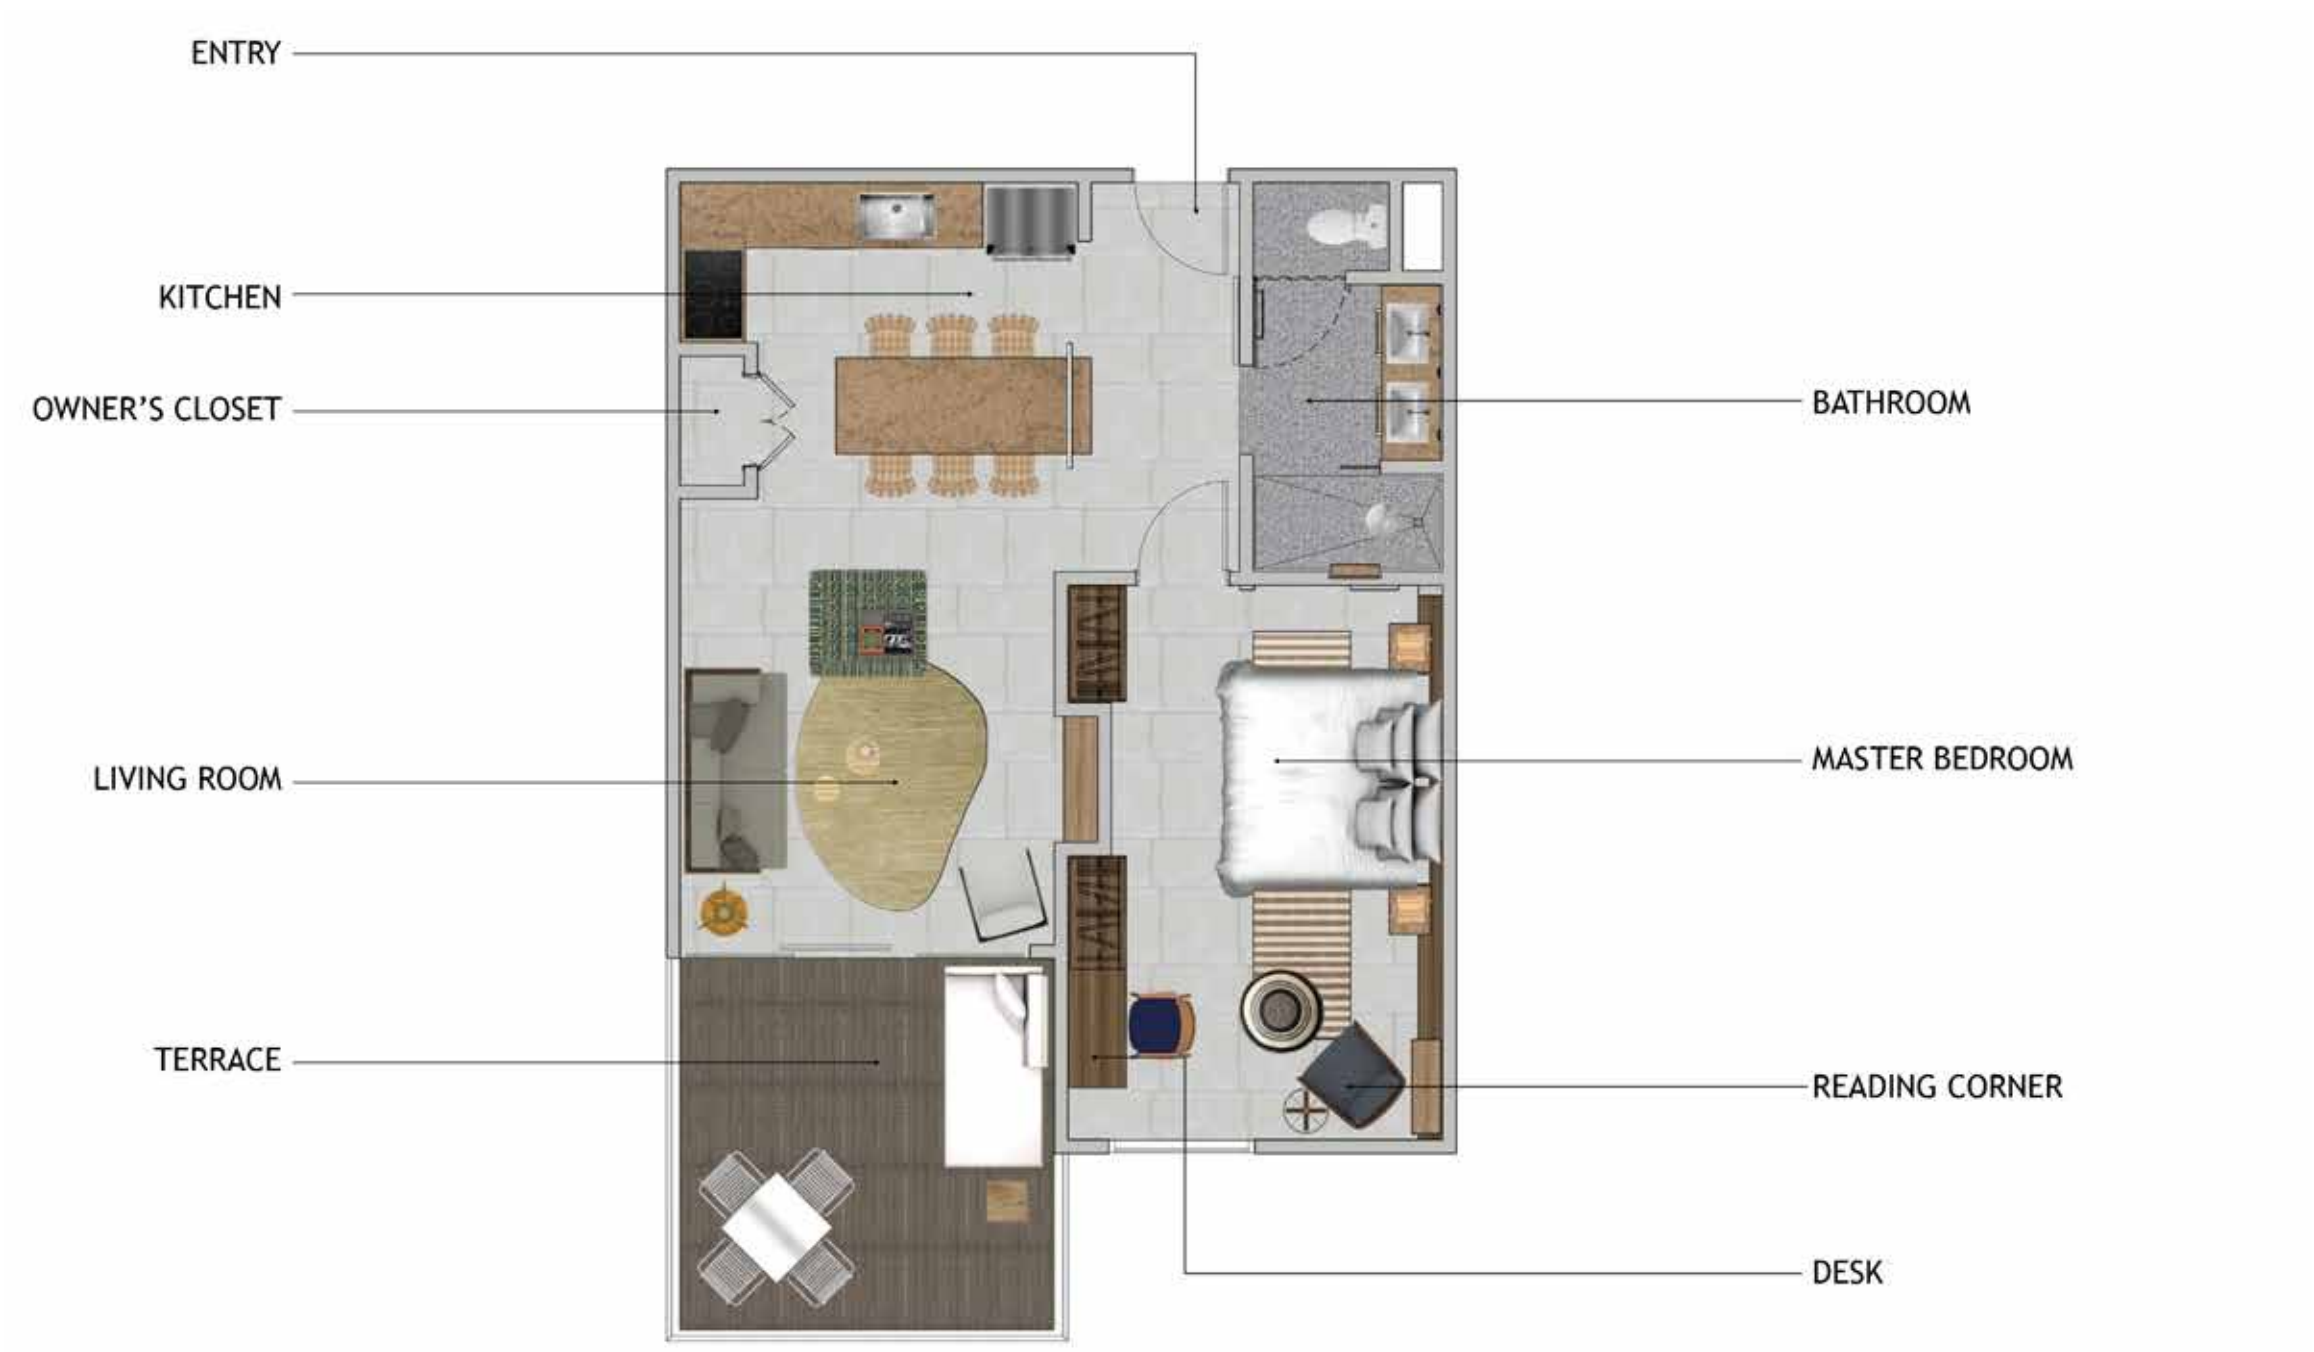 ENTRY
KITCHEN
OWNER'S CLOSET
LIVING ROOM
TERRACE
BATHROOM
MASTER BEDROOM
READING CORNER
DESK